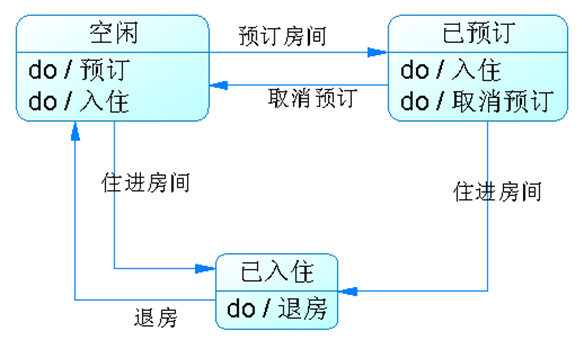 空闲
do / 预订
do / 入住
预订房间
取消预订
已预订
do / 入住
do / 取消预订
住进房间
住进房间
已入住
do / 退房
退房